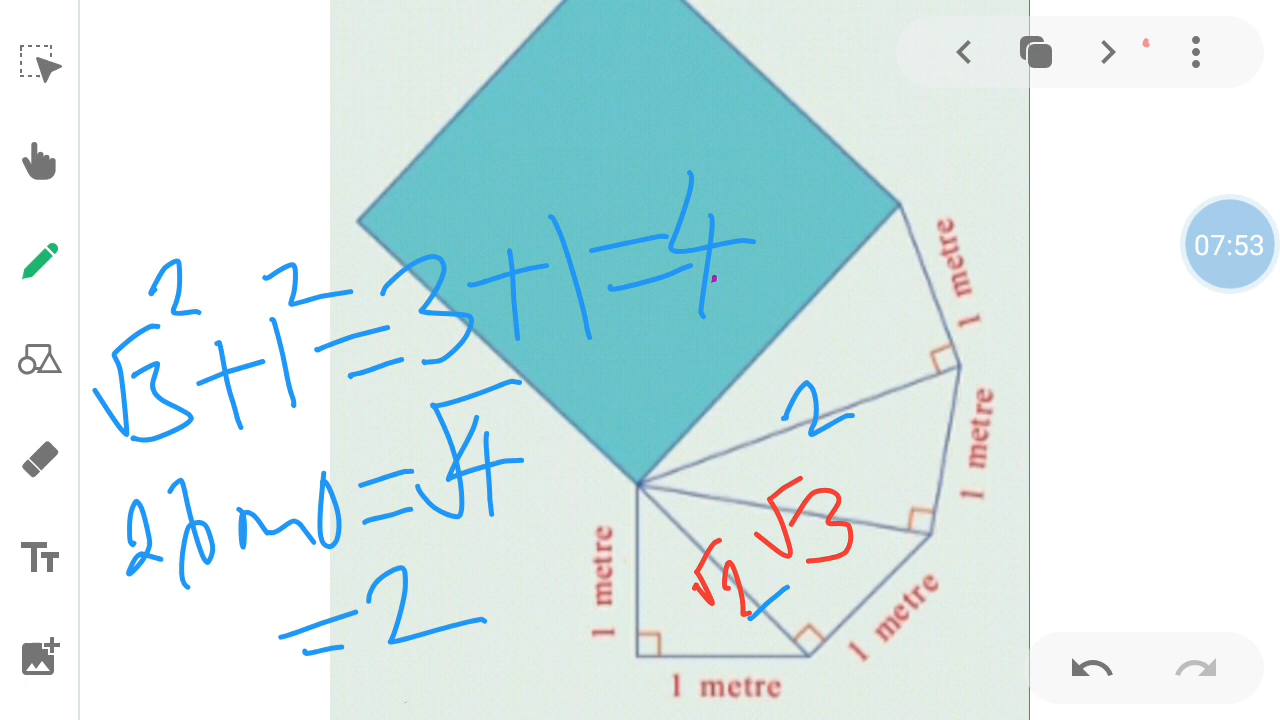 07:53
√3² + 1² = 3 + 1 = 4
= √4
= 2
2
√3
√2
1 metre
1 metre
1 metre
1 metre
1 metre
Tт